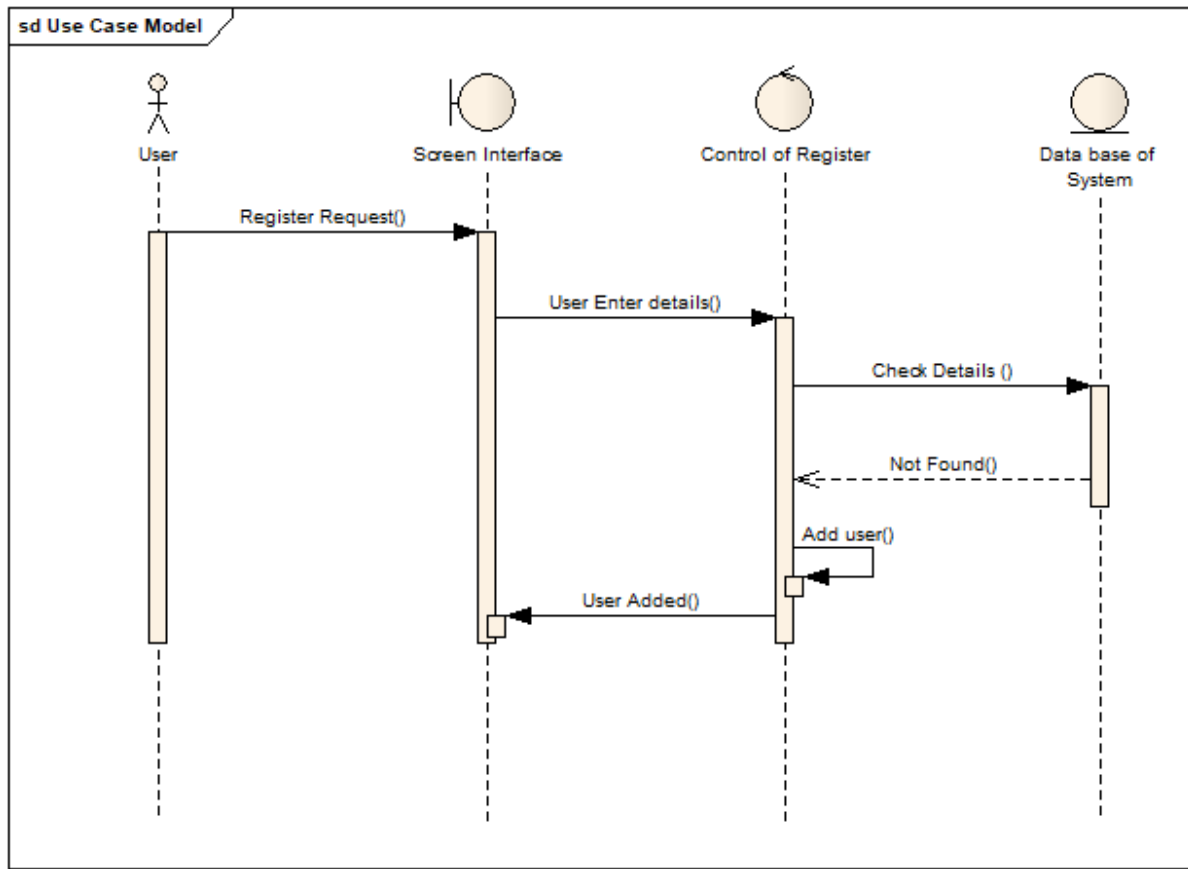 sd Use Case Model
User
Screen Interface
Control of Register
Data base of
System
Register Request()
User Enter details()
Check Details ()
Not Found()
Add user()
User Added()